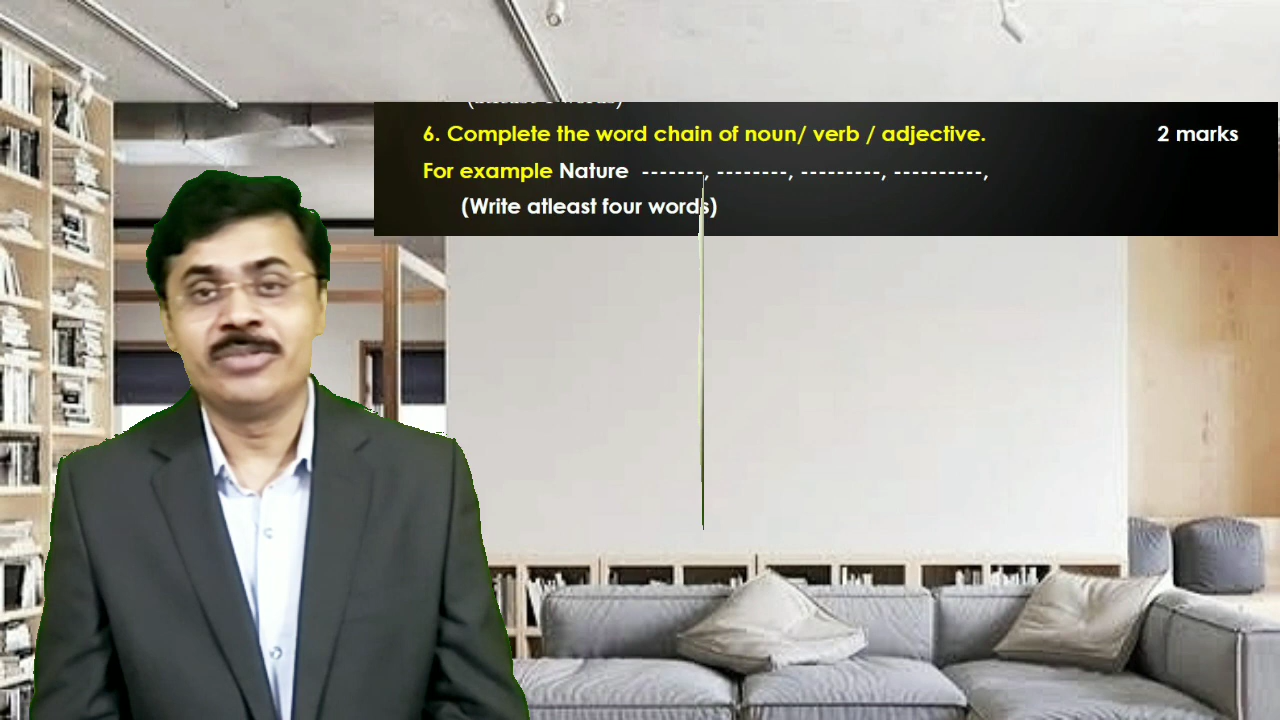 6. Complete the word chain of noun/ verb / adjective. 2 marks
For example Nature -------, --------, ---------, ----------,
(Write atleast four words)